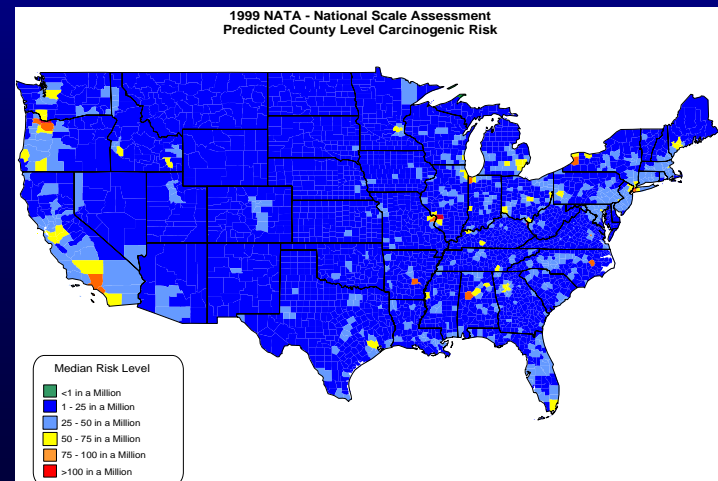 1999 NATA - National Scale Assessment
Predicted County Level Carcinogenic Risk
Median Risk Level
<1 in a Million
1 - 25 in a Million
25 - 50 in a Million
50 - 75 in a Million
75 - 100 in a Million
>100 in a Million